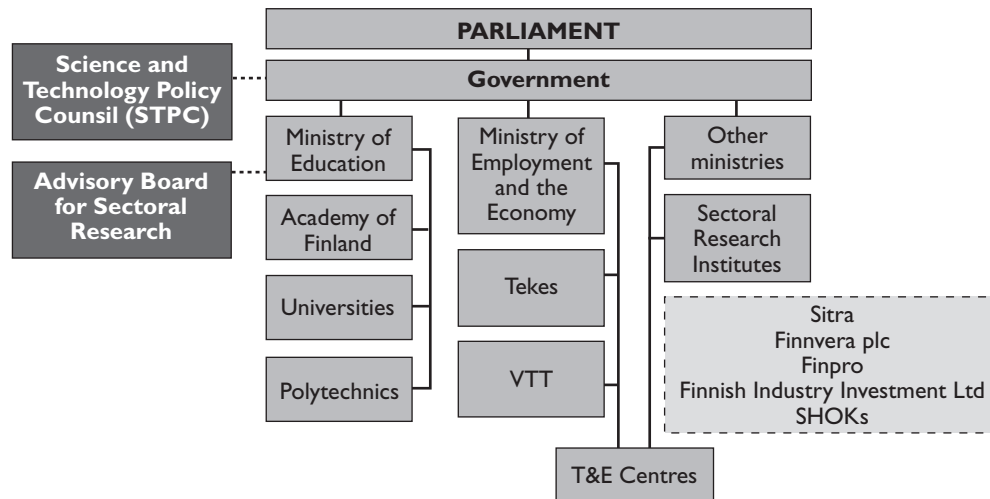 PARLIAMENT
Science and
Technology Policy
Counsil (STPC)
Government
Advisory Board
for Sectoral
Research
Ministry of
Education
Academy of
Finland
Universities
Polytechnics
Ministry of
Employment
and the
Economy
Tekes
VTT
Other
ministries
Sectoral
Research
Institutes
Sitra
Finnvera plc
Finpro
Finnish Industry Investment Ltd
SHOKs
T&E Centres